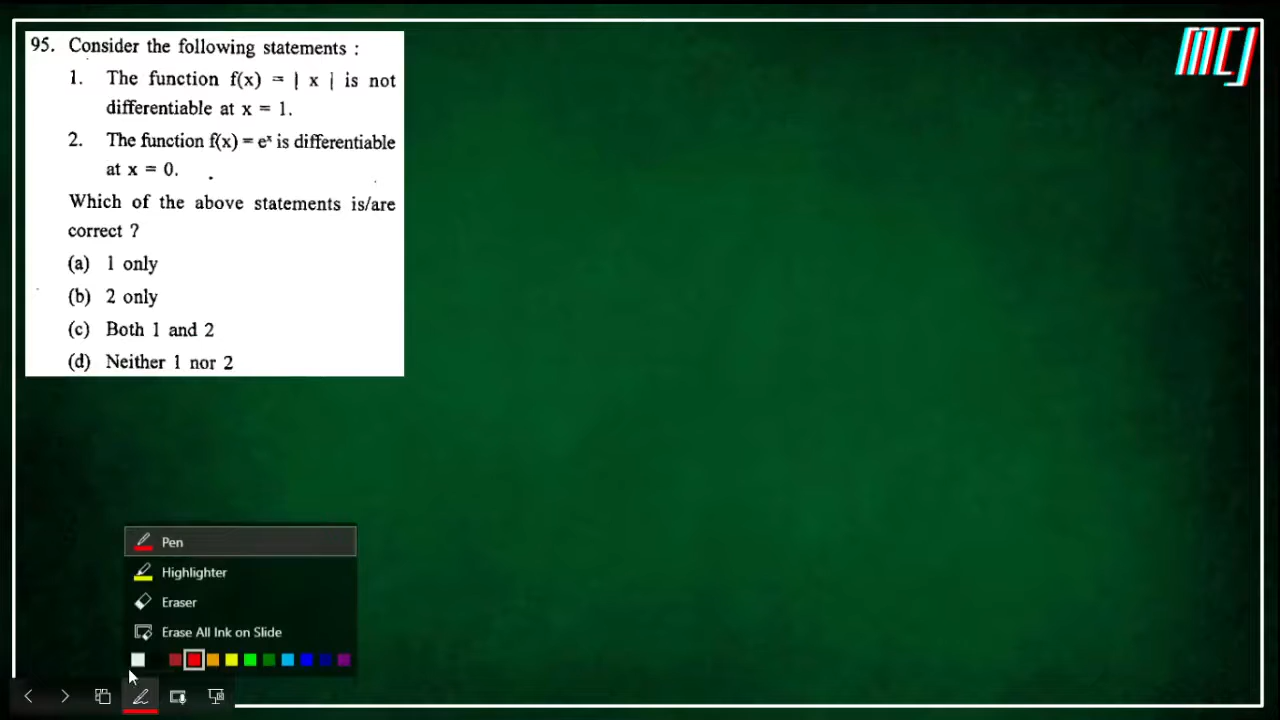 MCJ
95. Consider the following statements :
1. The function f(x) = | x | is not
differentiable at x = 1.
2. The function f(x) = eˣ is differentiable
at x = 0.
Which of the above statements is/are
correct ?
(a) 1 only
(b) 2 only
(c) Both 1 and 2
(d) Neither 1 nor 2
Pen
Highlighter
Eraser
Erase All Ink on Slide